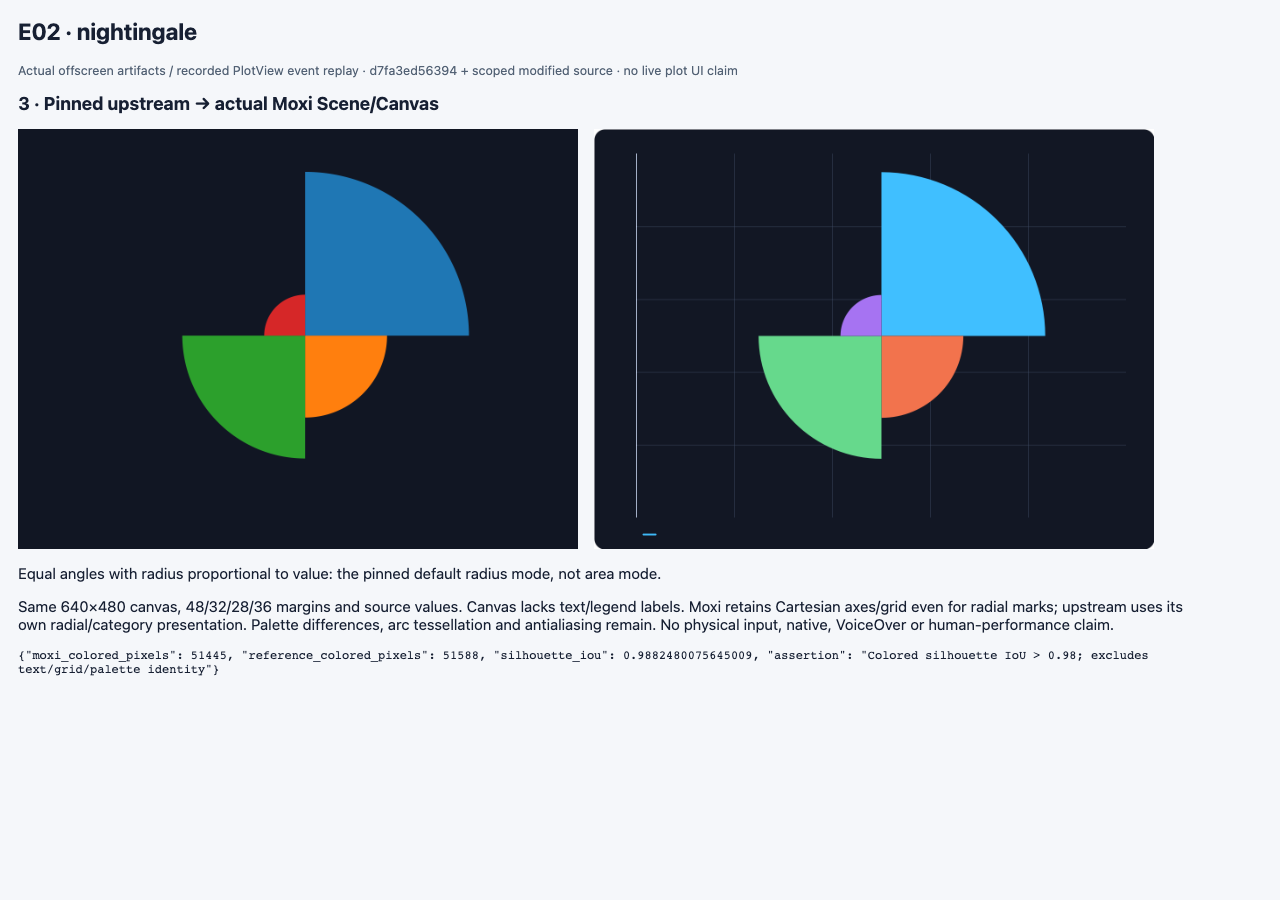 E02 · nightingale
Actual offscreen artifacts / recorded PlotView event replay · d7fa3ed56394 + scoped modified source · no live plot UI claim
3 · Pinned upstream → actual Moxi Scene/Canvas
Equal angles with radius proportional to value: the pinned default radius mode, not area mode.
Same 640×480 canvas, 48/32/28/36 margins and source values. Canvas lacks text/legend labels. Moxi retains Cartesian axes/grid even for radial marks; upstream uses its
own radial/category presentation. Palette differences, arc tessellation and antialiasing remain. No physical input, native, VoiceOver or human-performance claim.
{"moxi_colored_pixels": 51445, "reference_colored_pixels": 51588, "silhouette_iou": 0.9882480075645009, "assertion": "Colored silhouette IoU > 0.98; excludes
text/grid/palette identity"}